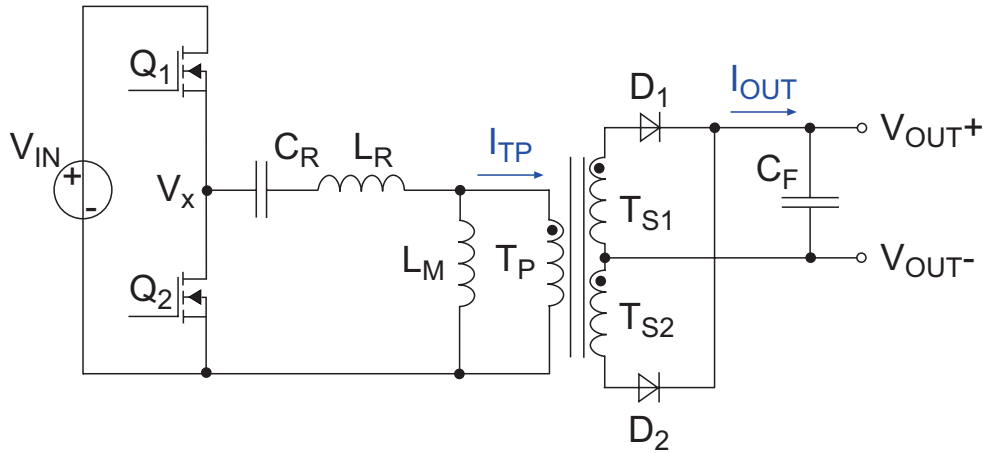 Q1
D1
IOUT
VIN
+
-
CR
LR
ITP
VOUT+
Vx
TS1
CF
LM
TP
VOUT-
Q2
TS2
D2